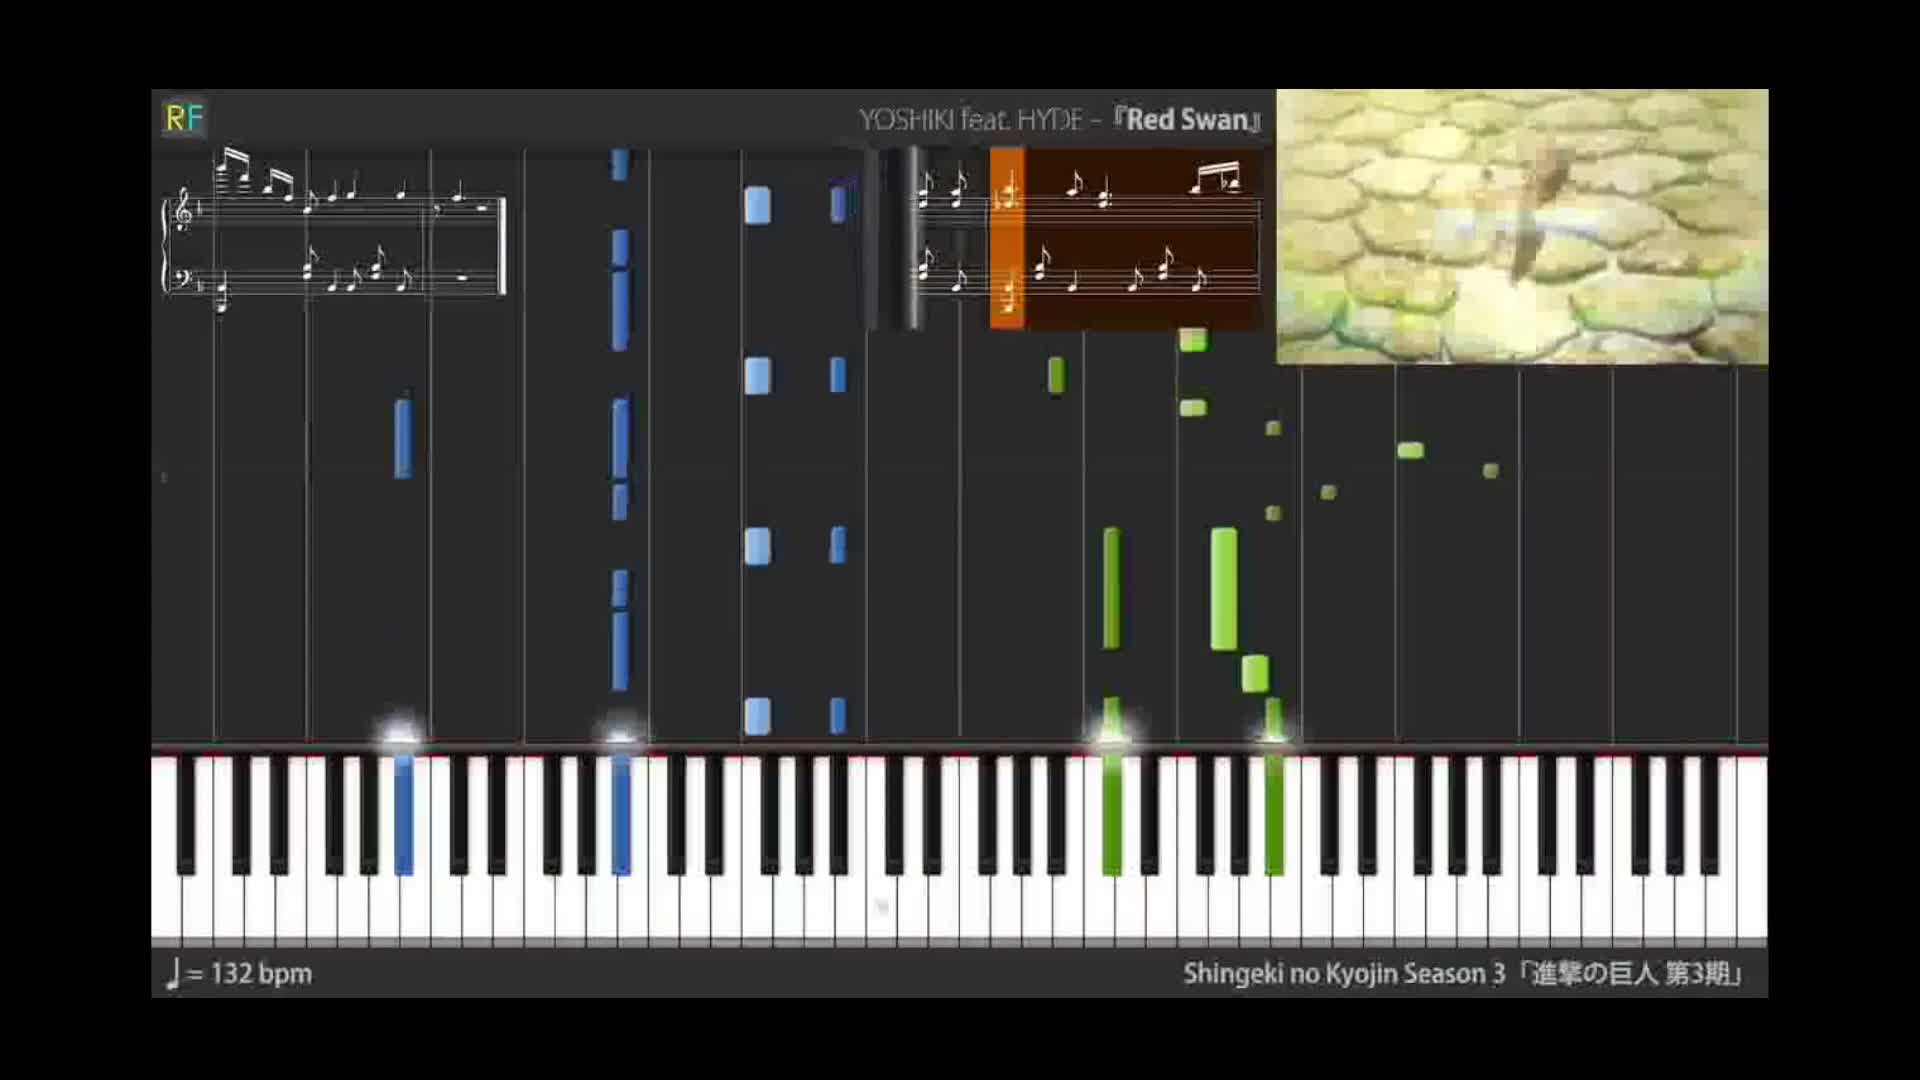 RF
YOSHIKI feat. HYDE - 『Red Swan』
♩= 132 bpm
Shingeki no Kyojin Season 3「進撃の巨人 第3期」